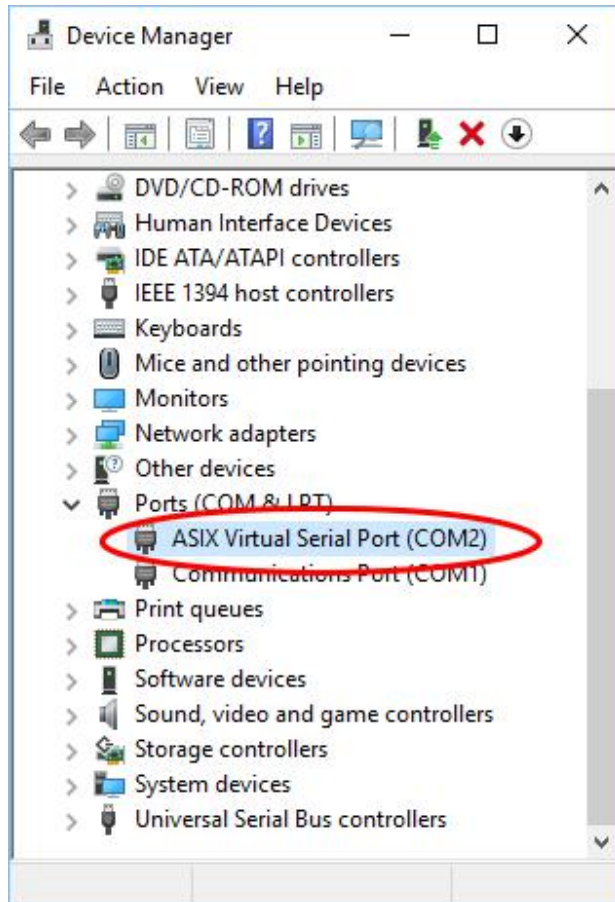 Device Manager
File Action View Help
DVD/CD-ROM drives
Human Interface Devices
IDE ATA/ATAPI controllers
IEEE 1394 host controllers
Keyboards
Mice and other pointing devices
Monitors
Network adapters
Other devices
Ports (COM & LPT)
ASIX Virtual Serial Port (COM2)
Communications Port (COM1)
Print queues
Processors
Software devices
Sound, video and game controllers
Storage controllers
System devices
Universal Serial Bus controllers